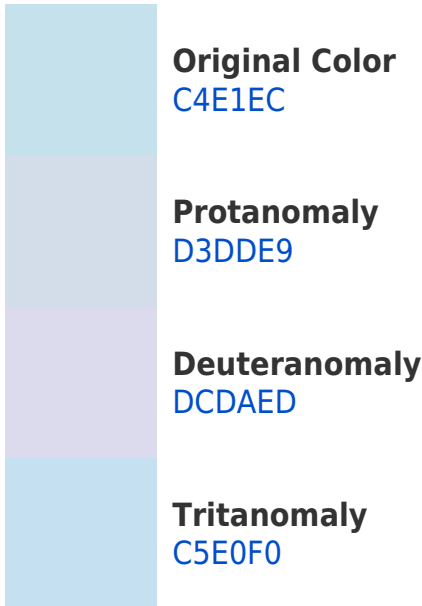 Original Color
C4E1EC
Protanomaly
D3DDE9
Deuteranomaly
DCDAED
Tritanomaly
C5E0F0